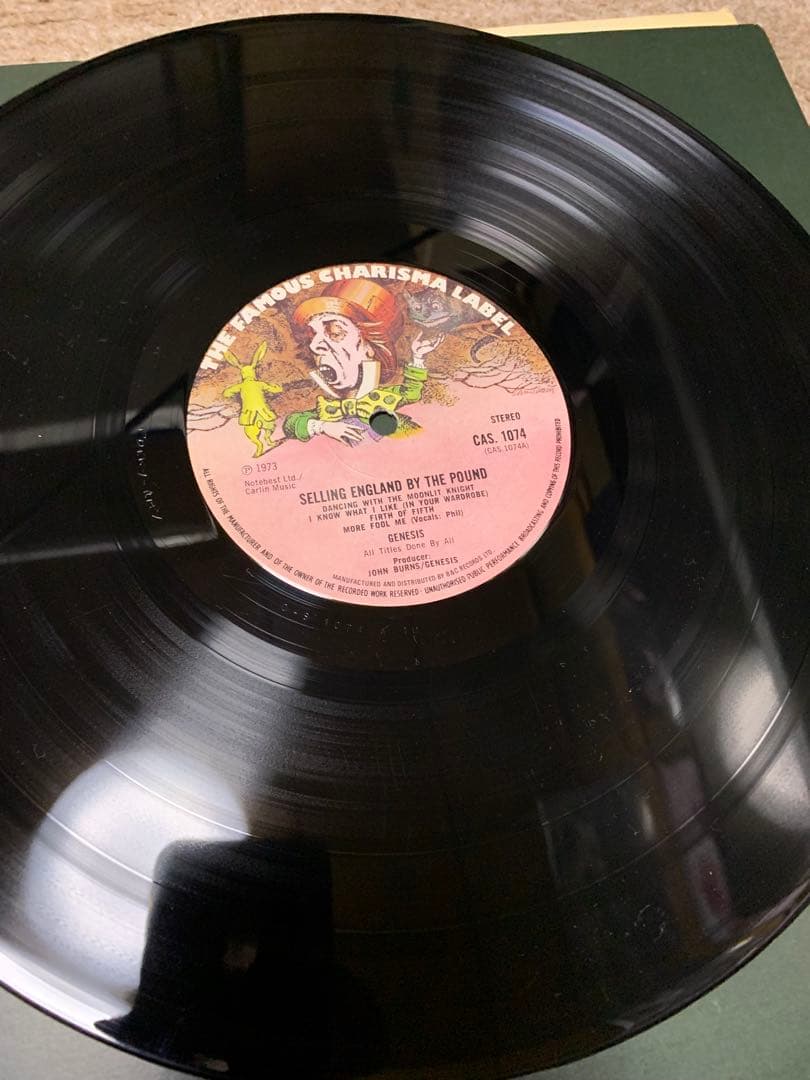 THE FAMOUS CHARISMA LABEL
STEREO
CAS. 1074
(CAS.1074A)
℗ 1973
Notebest Ltd./
Carlin Music
SELLING ENGLAND BY THE POUND
DANCING WITH THE MOONLIT KNIGHT
I KNOW WHAT I LIKE (IN YOUR WARDROBE)
FIRTH OF FIFTH
MORE FOOL ME (Vocals: Phil)
GENESIS
All Titles Done By All
Producer:
JOHN BURNS/GENESIS
MANUFACTURED AND DISTRIBUTED BY B&C RECORDS LTD.
ALL RIGHTS OF THE MANUFACTURER AND OF THE OWNER OF THE RECORDED WORK RESERVED · UNAUTHORISED PUBLIC PERFORMANCE BROADCASTING AND COPYING OF THIS RECORD PROHIBITED